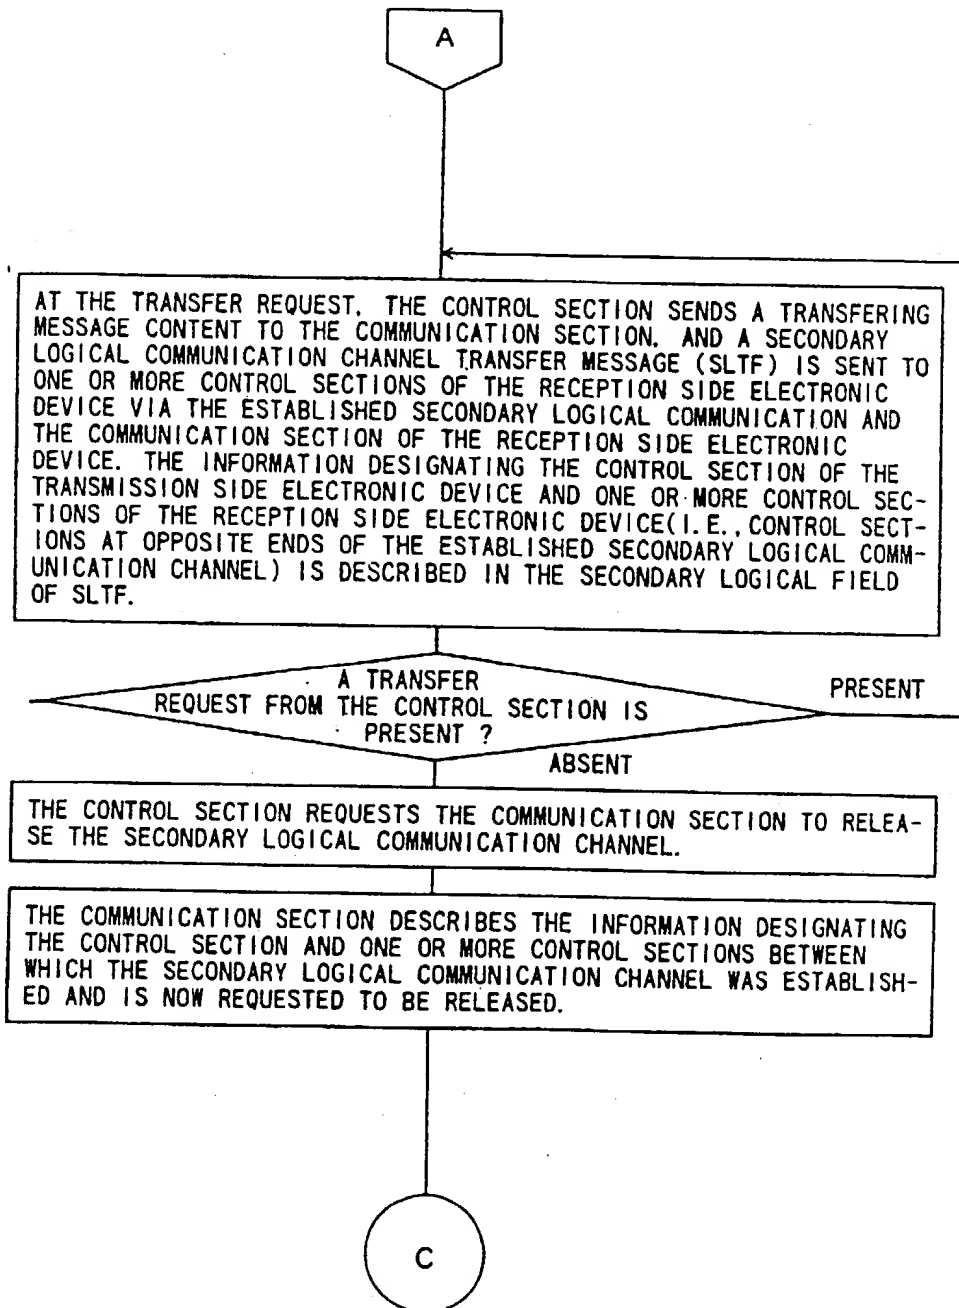 A
AT THE TRANSFER REQUEST. THE CONTROL SECTION SENDS A TRANSFERING
MESSAGE CONTENT TO THE COMMUNICATION SECTION. AND A SECONDARY
LOGICAL COMMUNICATION CHANNEL TRANSFER MESSAGE (SLTF) IS SENT TO
ONE OR MORE CONTROL SECTIONS OF THE RECEPTION SIDE ELECTRONIC
DEVICE VIA THE ESTABLISHED SECONDARY LOGICAL COMMUNICATION AND
THE COMMUNICATION SECTION OF THE RECEPTION SIDE ELECTRONIC
DEVICE. THE INFORMATION DESIGNATING THE CONTROL SECTION OF THE
TRANSMISSION SIDE ELECTRONIC DEVICE AND ONE OR MORE CONTROL SEC-
TIONS OF THE RECEPTION SIDE ELECTRONIC DEVICE(I.E., CONTROL SECT-
IONS AT OPPOSITE ENDS OF THE ESTABLISHED SECONDARY LOGICAL COMM-
UNICATION CHANNEL) IS DESCRIBED IN THE SECONDARY LOGICAL FIELD
OF SLTF.
A TRANSFER
REQUEST FROM THE CONTROL SECTION IS
PRESENT ?
PRESENT
ABSENT
THE CONTROL SECTION REQUESTS THE COMMUNICATION SECTION TO RELEA-
SE THE SECONDARY LOGICAL COMMUNICATION CHANNEL.
THE COMMUNICATION SECTION DESCRIBES THE INFORMATION DESIGNATING
THE CONTROL SECTION AND ONE OR MORE CONTROL SECTIONS BETWEEN
WHICH THE SECONDARY LOGICAL COMMUNICATION CHANNEL WAS ESTABLISH-
ED AND IS NOW REQUESTED TO BE RELEASED.
C